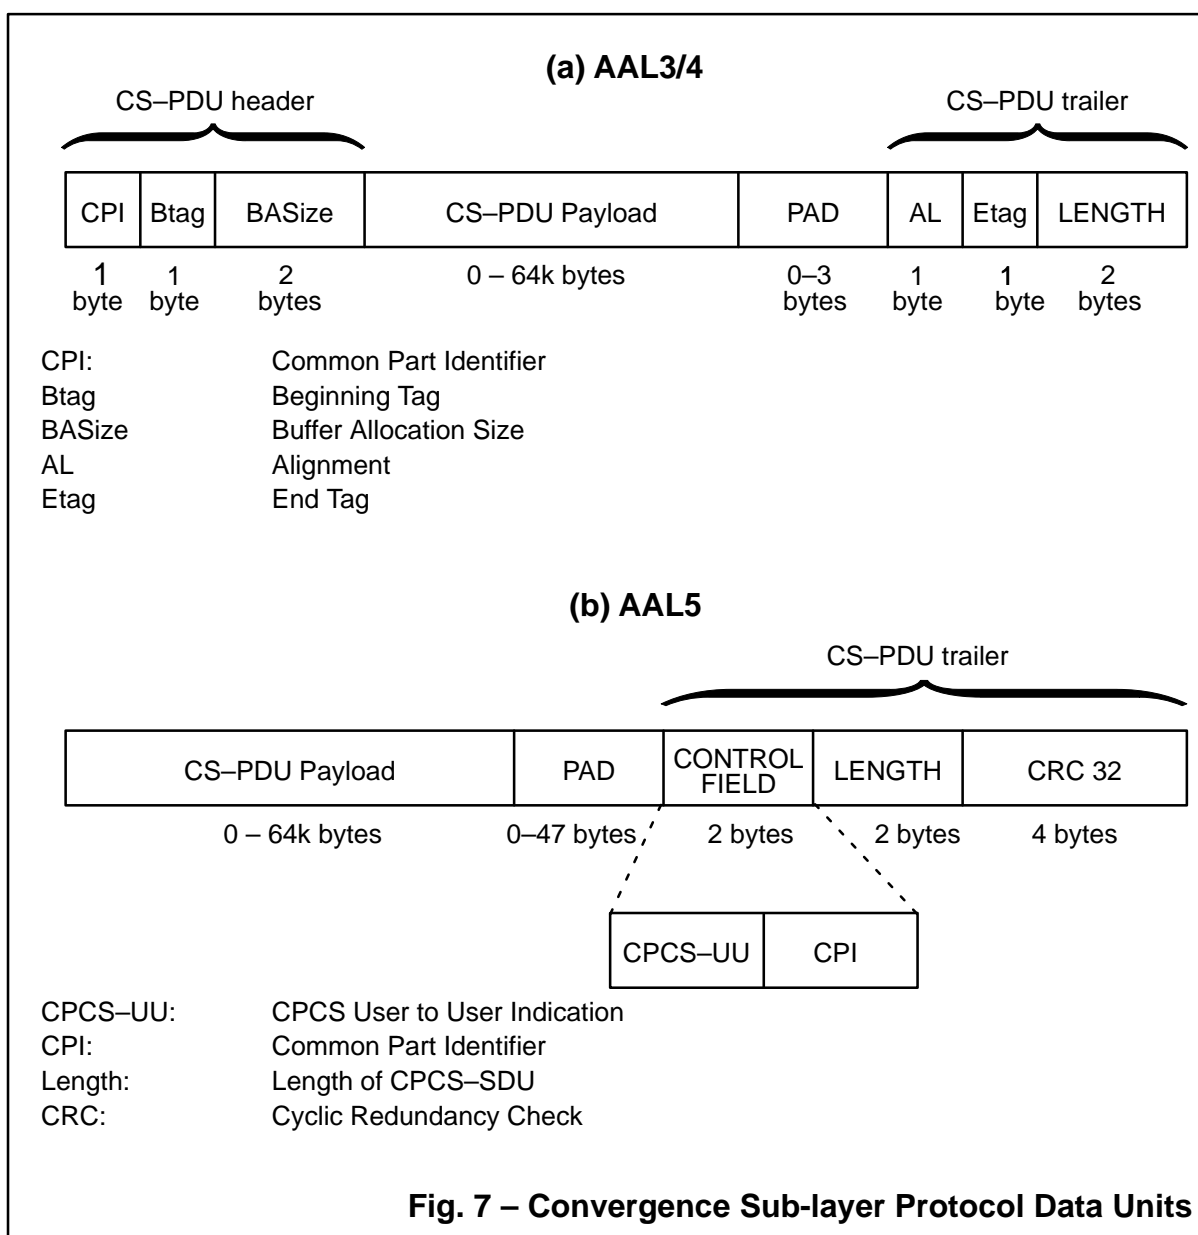 (a) AAL3/4
CS–PDU header
CS–PDU trailer
CPI Btag BASize CS–PDU Payload PAD AL Etag LENGTH
1 byte 1 byte 2 bytes 0 – 64k bytes 0–3 bytes 1 byte 1 byte 2 bytes
CPI: Common Part Identifier
Btag Beginning Tag
BASize Buffer Allocation Size
AL Alignment
Etag End Tag
(b) AAL5
CS–PDU trailer
CS–PDU Payload PAD CONTROL FIELD LENGTH CRC 32
0 – 64k bytes 0–47 bytes 2 bytes 2 bytes 4 bytes
CPCS–UU CPI
CPCS–UU: CPCS User to User Indication
CPI: Common Part Identifier
Length: Length of CPCS–SDU
CRC: Cyclic Redundancy Check
Fig. 7 – Convergence Sub-layer Protocol Data Units